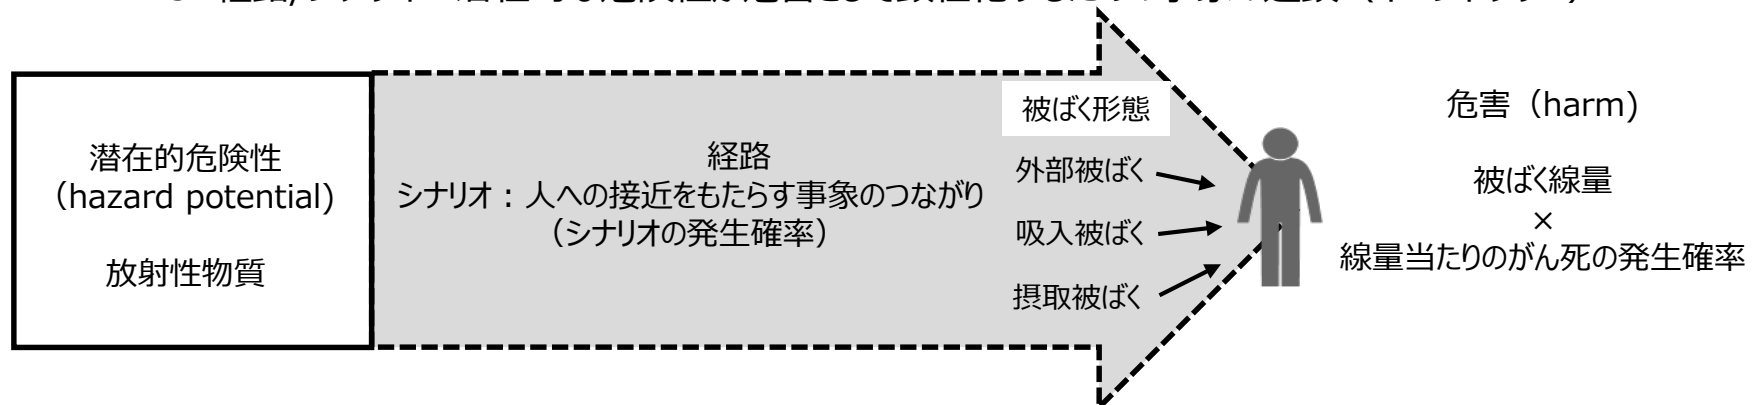 潜在的危険性
（hazard potential)
放射性物質
経路
シナリオ：人への接近をもたらす事象のつながり
（シナリオの発生確率）
被ばく形態
外部被ばく
吸入被ばく
摂取被ばく
危害（harm)
被ばく線量
×
線量当たりのがん死の発生確率